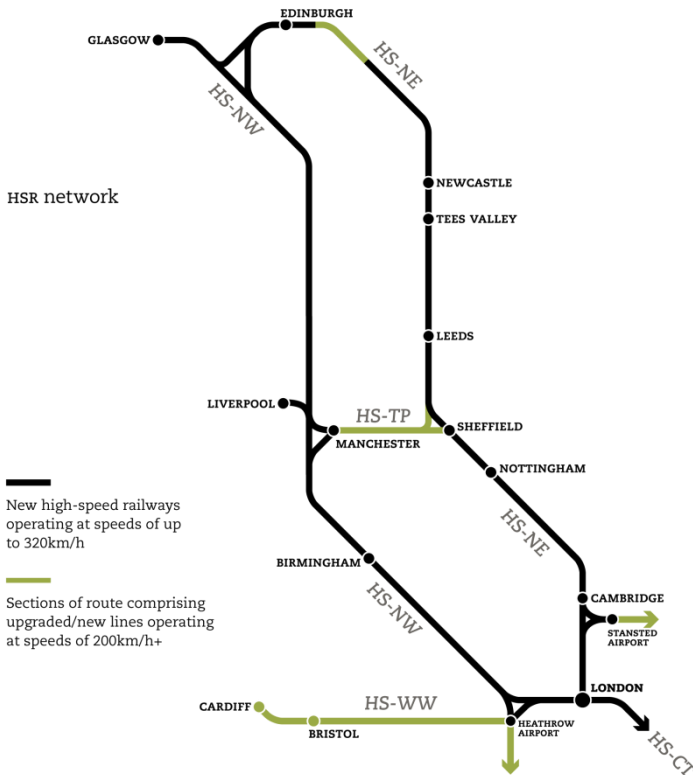 EDINBURGH
GLASGOW
HS-NE
HS-NW
NEWCASTLE
HSR network
TEES VALLEY
LEEDS
LIVERPOOL
HS-TP
SHEFFIELD
MANCHESTER
NOTTINGHAM
New high-speed railways
operating at speeds of up
to 320km/h
HS-NE
BIRMINGHAM
HS-NW
CAMBRIDGE
Sections of route comprising
upgraded/new lines operating
at speeds of 200km/h+
STANSTED
AIRPORT
LONDON
CARDIFF
HS-WW
BRISTOL
HEATHROW
AIRPORT
HS-CT